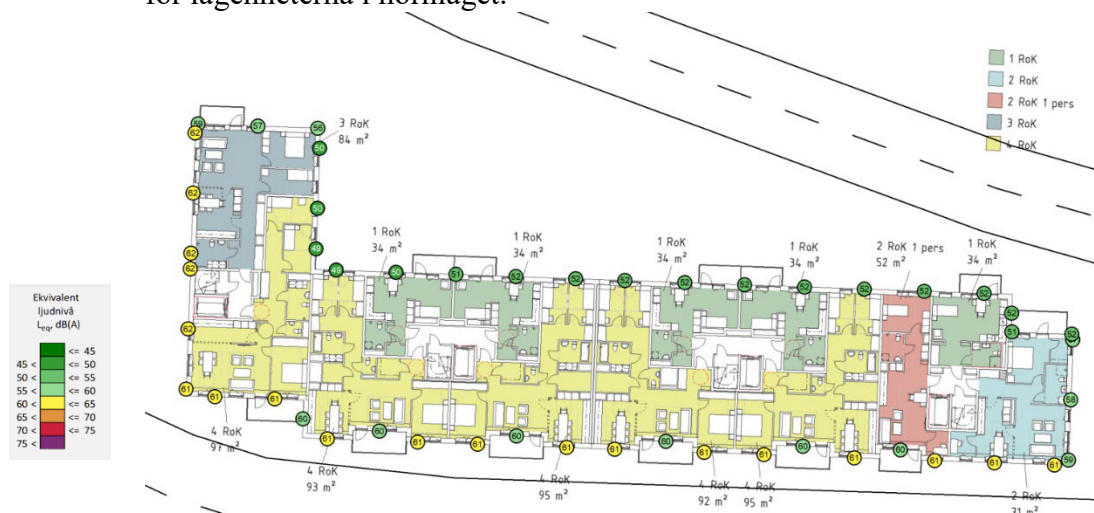 för lägenheterna i hörnläget.
1 RoK
2 RoK
2 RoK 1 pers
3 RoK
4 RoK
59
57
56
62
3 RoK
84 m²
50
62
50
62
49
62
49
1 RoK
34 m²
50
51
1 RoK
34 m²
52
52
52
1 RoK
34 m²
52
52
1 RoK
34 m²
52
2 RoK 1 pers
52 m²
52
1 RoK
34 m²
52
52
51
52
Ekvivalent
ljudnivå
Leq, dB(A)
<= 45
45 < <= 50
50 < <= 55
55 < <= 60
60 < <= 65
65 < <= 70
70 < <= 75
75 <
62
61
61
61
60
58
4 RoK
91 m²
61
60
61
61
60
61
61
60
61
61
60
61
60
61
61
61
59
4 RoK
93 m²
4 RoK
95 m²
4 RoK
92 m²
4 RoK
95 m²
2 RoK
71 m²